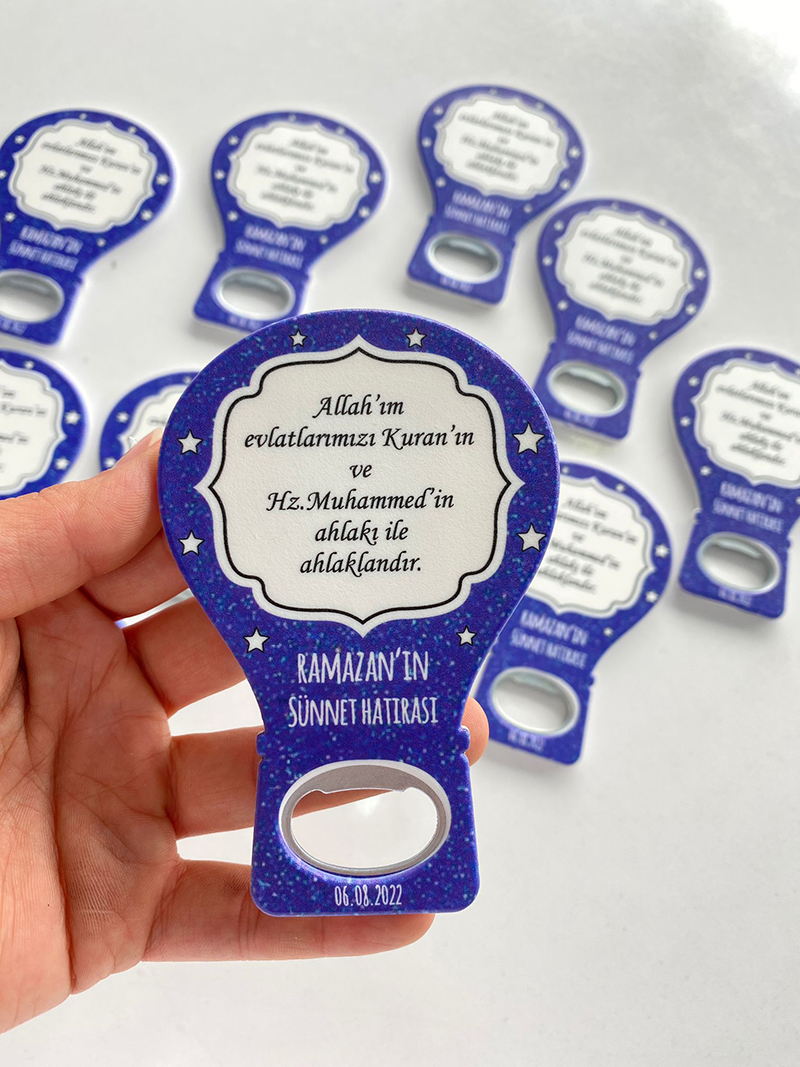 Allah'ım
evlatlarımızı Kuran'ın
ve
Hz.Muhammed'in
ahlakı ile
ahlaklandır.
RAMAZAN'IN
SÜNNET HATIRASI
06.08.2022